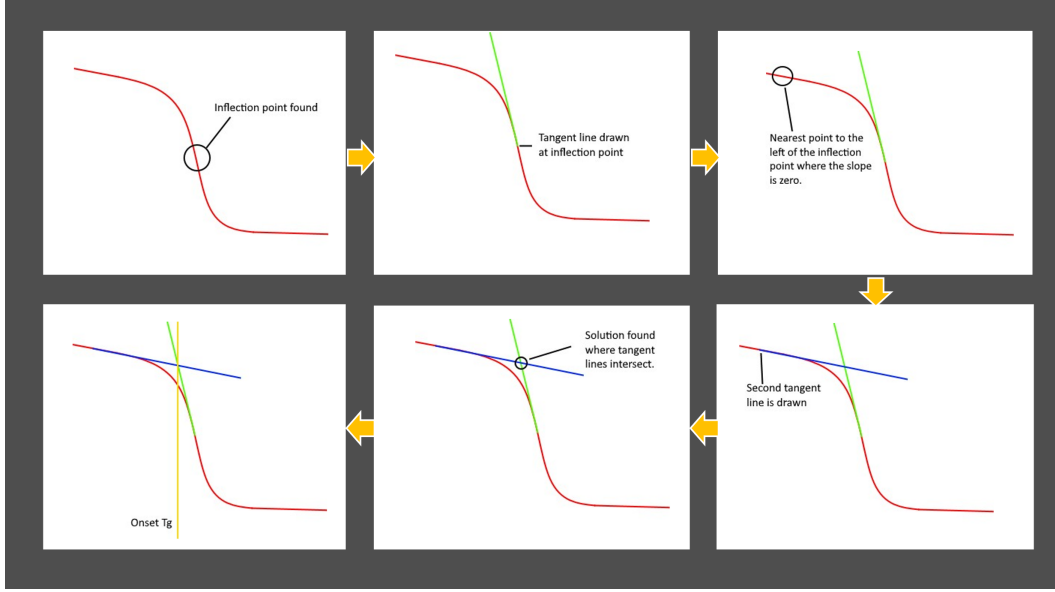 Inflection point found
Tangent line drawn
at inflection point
Nearest point to the
left of the inflection
point where the slope
is zero.
Second tangent
line is drawn
Solution found
where tangent
lines intersect.
Onset Tg